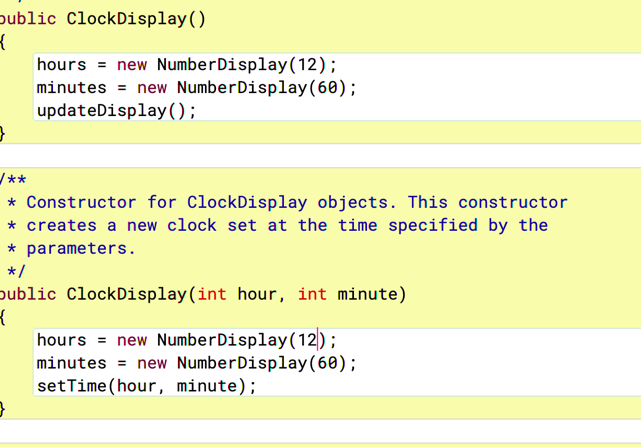 public ClockDisplay()
{
hours = new NumberDisplay(12);
minutes = new NumberDisplay(60);
updateDisplay();
}
/**
* Constructor for ClockDisplay objects. This constructor
* creates a new clock set at the time specified by the
* parameters.
*/
public ClockDisplay(int hour, int minute)
{
hours = new NumberDisplay(12);
minutes = new NumberDisplay(60);
setTime(hour, minute);
}